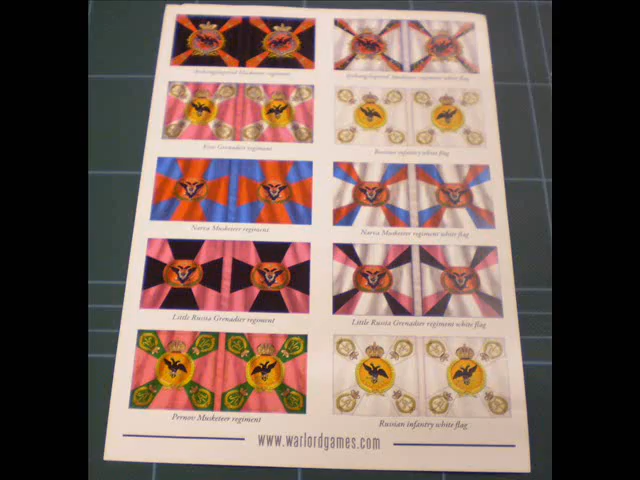 Archangelogorod Musketeer regiment
Archangelogorod Musketeer regiment white flag
Kiev Grenadier regiment
Russian infantry white flag
Narva Musketeer regiment
Narva Musketeer regiment white flag
Little Russia Grenadier regiment
Little Russia Grenadier regiment white flag
Pernov Musketeer regiment
Russian infantry white flag
www.warlordgames.com